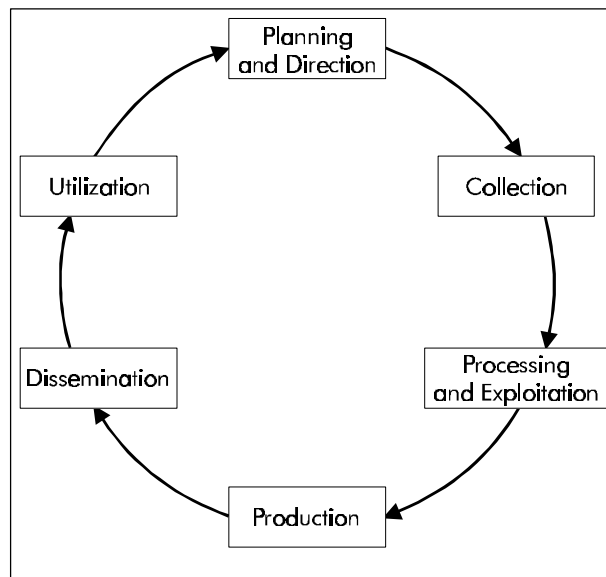 Planning
and Direction
Collection
Processing
and Exploitation
Production
Dissemination
Utilization